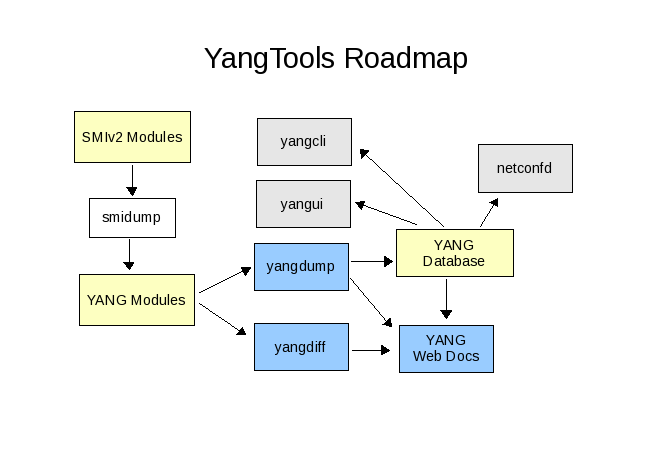 YangTools Roadmap
SMIv2 Modules
smidump
YANG Modules
yangcli
yangui
yangdump
yangdiff
netconfd
YANG
Database
YANG
Web Docs